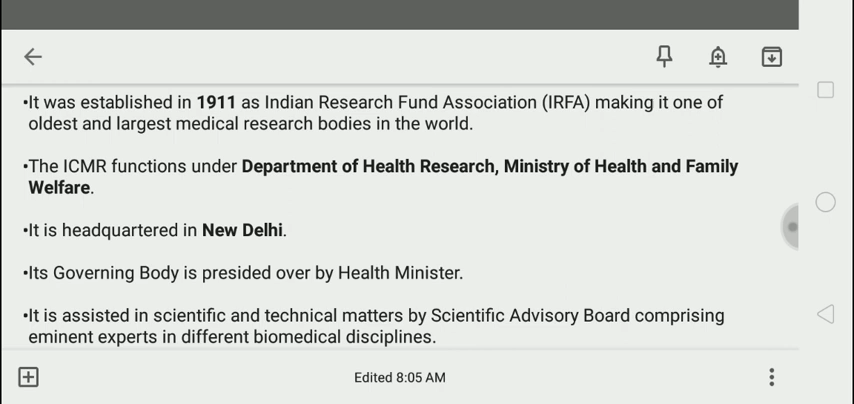 •It was established in 1911 as Indian Research Fund Association (IRFA) making it one of
oldest and largest medical research bodies in the world.
•The ICMR functions under Department of Health Research, Ministry of Health and Family
Welfare.
•It is headquartered in New Delhi.
•Its Governing Body is presided over by Health Minister.
•It is assisted in scientific and technical matters by Scientific Advisory Board comprising
eminent experts in different biomedical disciplines.
Edited 8:05 AM